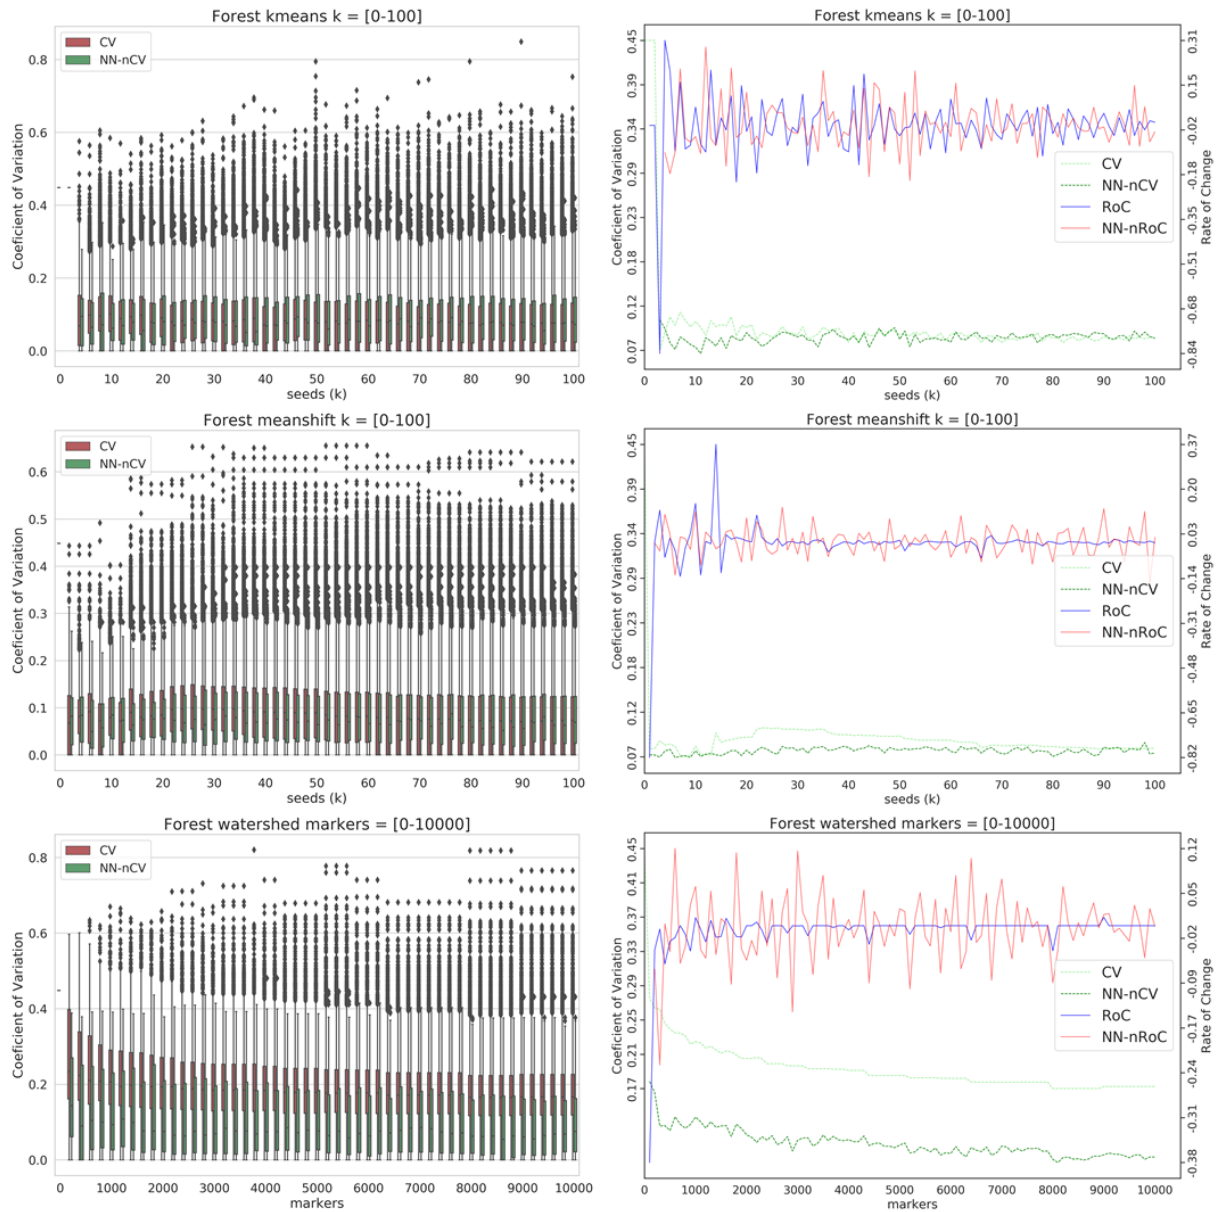 Forest kmeans k = [0-100]
CV
NN-nCV
Coeficient of Variation
0.8
0.6
0.4
0.2
0.0
0 10 20 30 40 50 60 70 80 90 100
seeds (k)
Forest kmeans k = [0-100]
Coeficient of Variation
0.45
0.39
0.34
0.29
0.23
0.18
0.12
0.07
0.31
0.15
-0.02
-0.18
-0.35
-0.51
-0.68
-0.84
Rate of Change
CV
NN-nCV
RoC
NN-nRoC
0 10 20 30 40 50 60 70 80 90 100
seeds (k)
Forest meanshift k = [0-100]
CV
NN-nCV
Coeficient of Variation
0.6
0.5
0.4
0.3
0.2
0.1
0.0
0 10 20 30 40 50 60 70 80 90 100
seeds (k)
Forest meanshift k = [0-100]
Coeficient of Variation
0.45
0.39
0.34
0.29
0.23
0.18
0.12
0.07
0.37
0.20
0.03
-0.14
-0.31
-0.48
-0.65
-0.82
Rate of Change
CV
NN-nCV
RoC
NN-nRoC
0 10 20 30 40 50 60 70 80 90 100
seeds (k)
Forest watershed markers = [0-10000]
CV
NN-nCV
Coeficient of Variation
0.8
0.6
0.4
0.2
0.0
0 1000 2000 3000 4000 5000 6000 7000 8000 9000 10000
markers
Forest watershed markers = [0-10000]
Coeficient of Variation
0.45
0.41
0.37
0.33
0.29
0.25
0.21
0.17
0.12
0.05
-0.02
-0.09
-0.17
-0.24
-0.31
-0.38
Rate of Change
CV
NN-nCV
RoC
NN-nRoC
0 1000 2000 3000 4000 5000 6000 7000 8000 9000 10000
markers